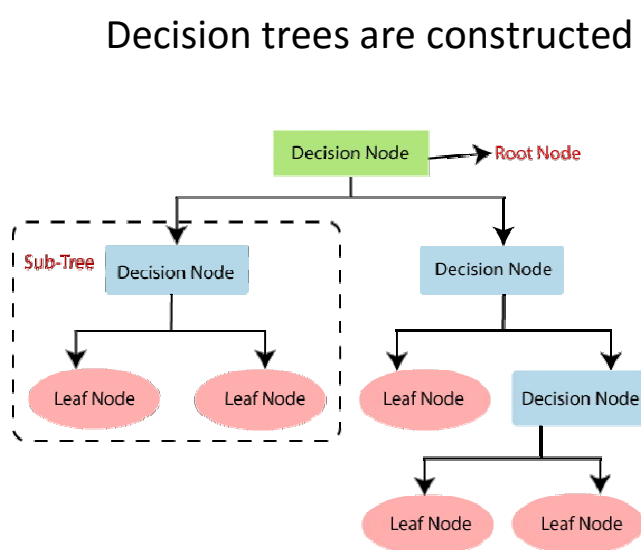 Decision trees are constructed
Decision Node
Root Node
Sub-Tree
Decision Node
Decision Node
Leaf Node
Leaf Node
Leaf Node
Decision Node
Leaf Node
Leaf Node